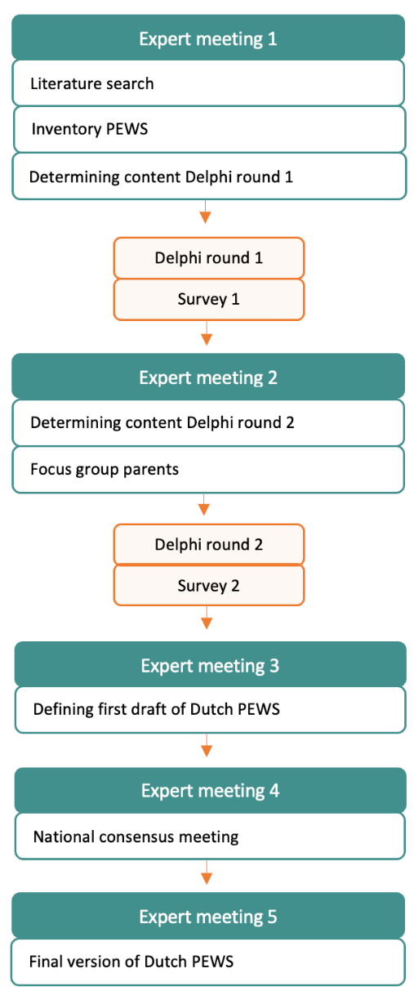 Expert meeting 1
Literature search
Inventory PEWS
Determining content Delphi round 1
Delphi round 1
Survey 1
Expert meeting 2
Determining content Delphi round 2
Focus group parents
Delphi round 2
Survey 2
Expert meeting 3
Defining first draft of Dutch PEWS
Expert meeting 4
National consensus meeting
Expert meeting 5
Final version of Dutch PEWS